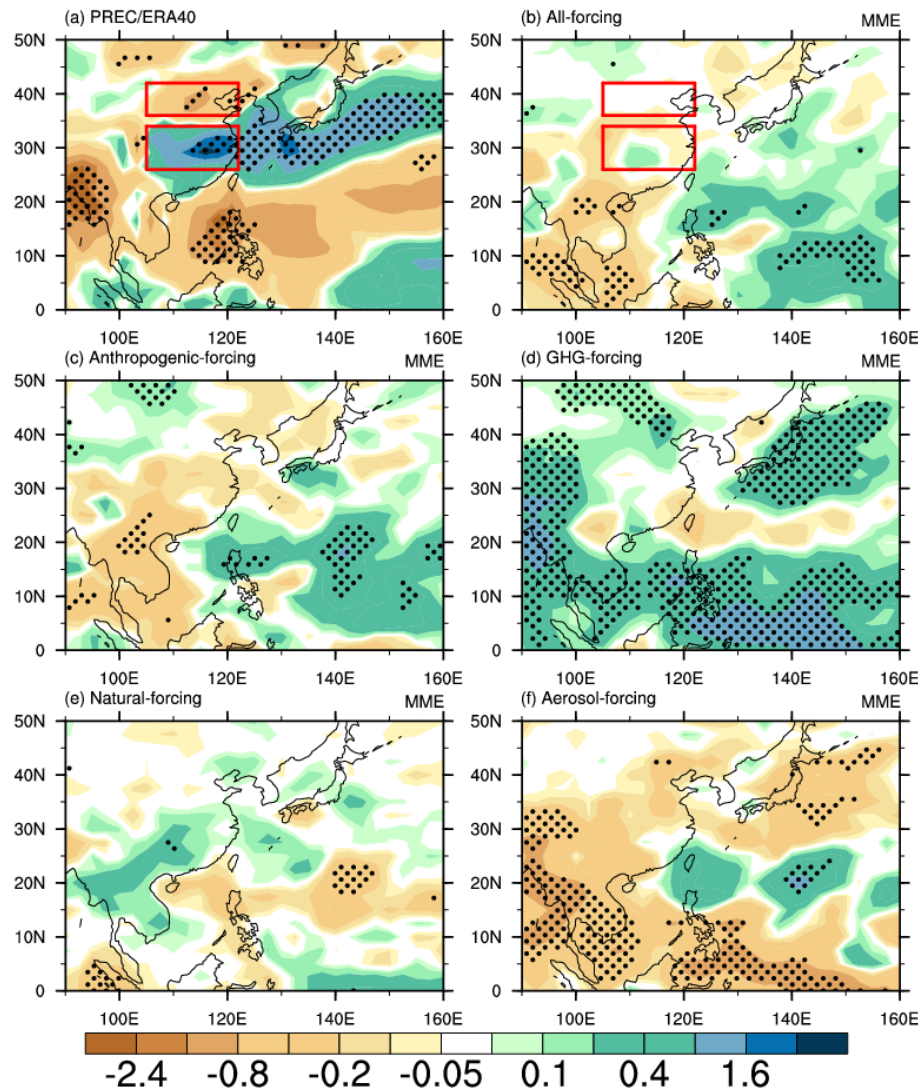 (a) PREC/ERA40
50N
40N
30N
20N
10N
0
100E 120E 140E 160E
(b) All-forcing MME
50N
40N
30N
20N
10N
0
100E 120E 140E 160E
(c) Anthropogenic-forcing MME
50N
40N
30N
20N
10N
0
100E 120E 140E 160E
(d) GHG-forcing MME
50N
40N
30N
20N
10N
0
100E 120E 140E 160E
(e) Natural-forcing MME
50N
40N
30N
20N
10N
0
100E 120E 140E 160E
(f) Aerosol-forcing MME
50N
40N
30N
20N
10N
0
100E 120E 140E 160E
-2.4 -0.8 -0.2 -0.05 0.1 0.4 1.6